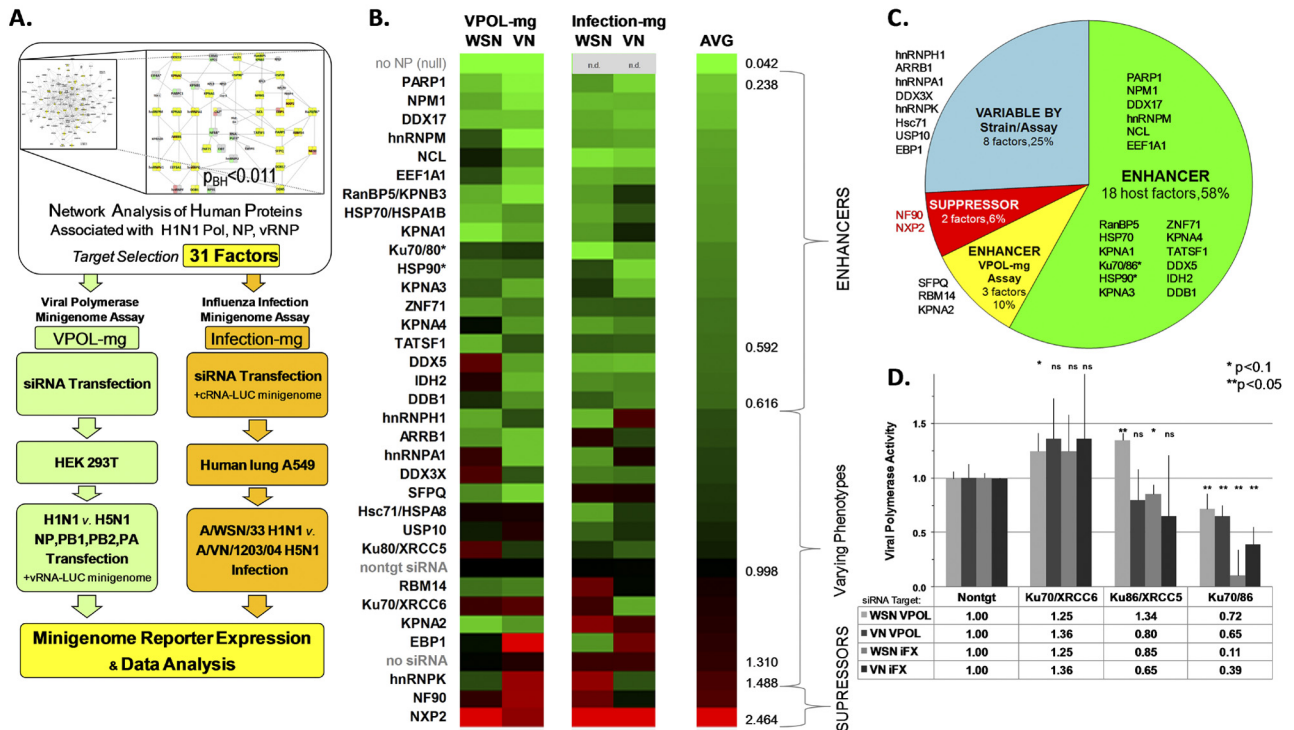 A.
pBH<0.011
Network Analysis of Human Proteins
Associated with H1N1 Pol, NP, vRNP
Target Selection 31 Factors
Viral Polymerase
Minigenome Assay
VPOL-mg
siRNA Transfection
HEK 293T
H1N1 v. H5N1
NP,PB1,PB2,PA
Transfection
+vRNA-LUC minigenome
Influenza Infection
Minigenome Assay
Infection-mg
siRNA Transfection
+cRNA-LUC minigenome
Human lung A549
A/WSN/33 H1N1 v.
A/VN/1203/04 H5N1
Infection
Minigenome Reporter Expression
& Data Analysis
B.
VPOL-mg Infection-mg
WSN VN WSN VN AVG
no NP (null) n.d. n.d. 0.042
PARP1 0.238
NPM1
DDX17
hnRNPM
NCL
EEF1A1
RanBP5/KPNB3
HSP70/HSPA1B
KPNA1
Ku70/80*
HSP90*
KPNA3
ZNF71
KPNA4
TATSF1 0.592
DDX5
IDH2
DDB1 0.616
hnRNPH1
ARRB1
hnRNPA1
DDX3X
SFPQ
Hsc71/HSPA8
USP10
Ku80/XRCC5
nontgt siRNA 0.998
RBM14
Ku70/XRCC6
KPNA2
EBP1
no siRNA 1.310
hnRNPK 1.488
NF90
NXP2 2.464
ENHANCERS
Varying Phenotypes
SUPRESSORS
C.
hnRNPH1
ARRB1
hnRNPA1
DDX3X
hnRNPK
Hsc71
USP10
EBP1
VARIABLE BY
Strain/Assay
8 factors,25%
NF90
NXP2
SUPPRESSOR
2 factors,6%
SFPQ
RBM14
KPNA2
ENHANCER
VPOL-mg
Assay
3 factors
10%
PARP1
NPM1
DDX17
hnRNPM
NCL
EEF1A1
ENHANCER
18 host factors,58%
RanBP5 ZNF71
HSP70 KPNA4
KPNA1 TATSF1
Ku70/86* DDX5
HSP90* IDH2
KPNA3 DDB1
D.
* p<0.1
**p<0.05
Viral Polymerase Activity
1.5
1.0
0.5
0.0
* ns ns ns
** ns * ns
** ** ** **
siRNA Target: Nontgt Ku70/XRCC6 Ku86/XRCC5 Ku70/86
WSN VPOL 1.00 1.25 1.34 0.72
VN VPOL 1.00 1.36 0.80 0.65
WSN iFX 1.00 1.25 0.85 0.11
VN iFX 1.00 1.36 0.65 0.39